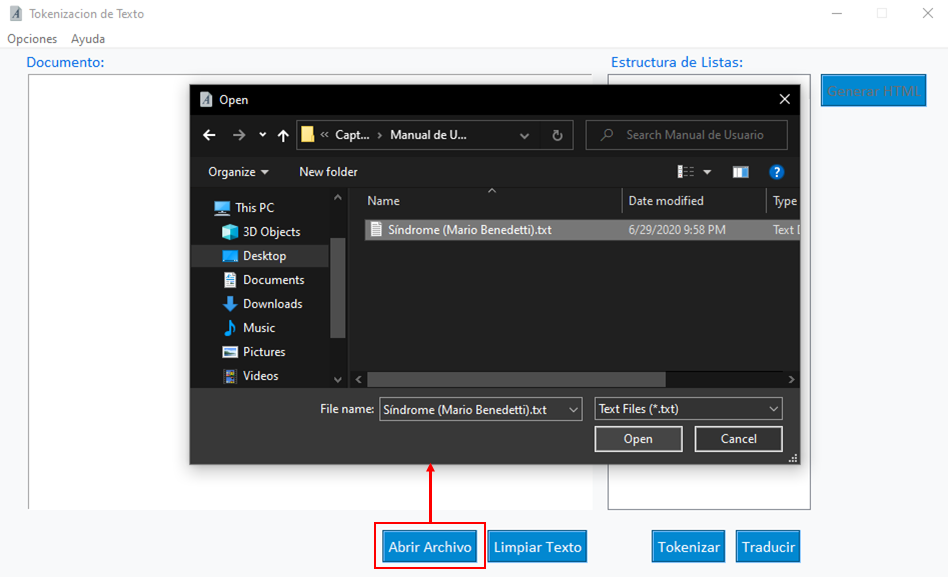 Tokenizacion de Texto
Opciones Ayuda
Documento:
Estructura de Listas:
Generar HTML
Open
« Capt... › Manual de U...
Search Manual de Usuario
Organize
New folder
Name
Date modified
Type
This PC
3D Objects
Desktop
Documents
Downloads
Music
Pictures
Videos
Síndrome (Mario Benedetti).txt
6/29/2020 9:58 PM
Text D
File name:
Síndrome (Mario Benedetti).txt
Text Files (*.txt)
Open
Cancel
Abrir Archivo
Limpiar Texto
Tokenizar
Traducir